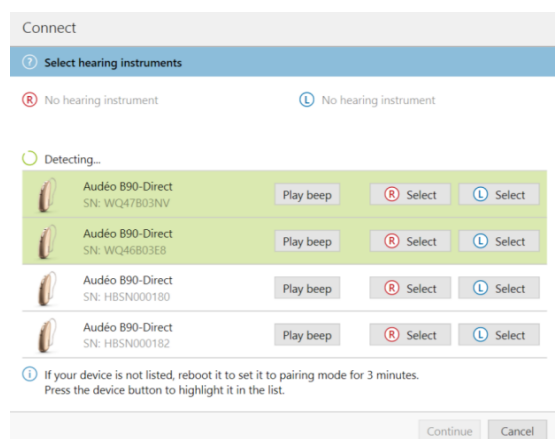 Connect
? Select hearing instruments
R No hearing instrument L No hearing instrument
Detecting...
Audéo B90-Direct
SN: WQ47B03NV
Play beep R Select L Select
Audéo B90-Direct
SN: WQ46B03E8
Play beep R Select L Select
Audéo B90-Direct
SN: HBSN000180
Play beep R Select L Select
Audéo B90-Direct
SN: HBSN000182
Play beep R Select L Select
i If your device is not listed, reboot it to set it to pairing mode for 3 minutes.
Press the device button to highlight it in the list.
Continue Cancel